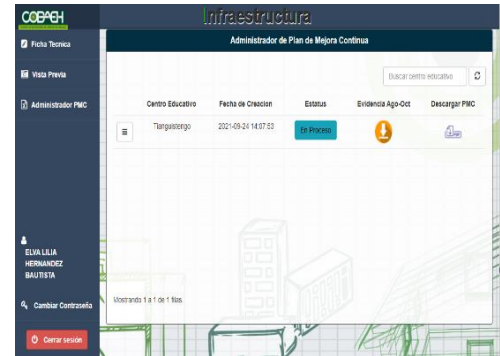 COBAEH
Infraestructura
Ficha Tecnica
Vista Previa
Administrador PMC
Administrador de Plan de Mejora Continua
Buscar centro educativo
Centro Educativo Fecha de Creacion Estatus Evidencia Ago-Oct Descargar PMC
Tianguistengo 2021-09-24 14:07:53 En Proceso
Mostrando 1 a 1 de 1 filas
ELVA LILIA
HERNANDEZ
BAUTISTA
Cambiar Contraseña
Cerrar sesión